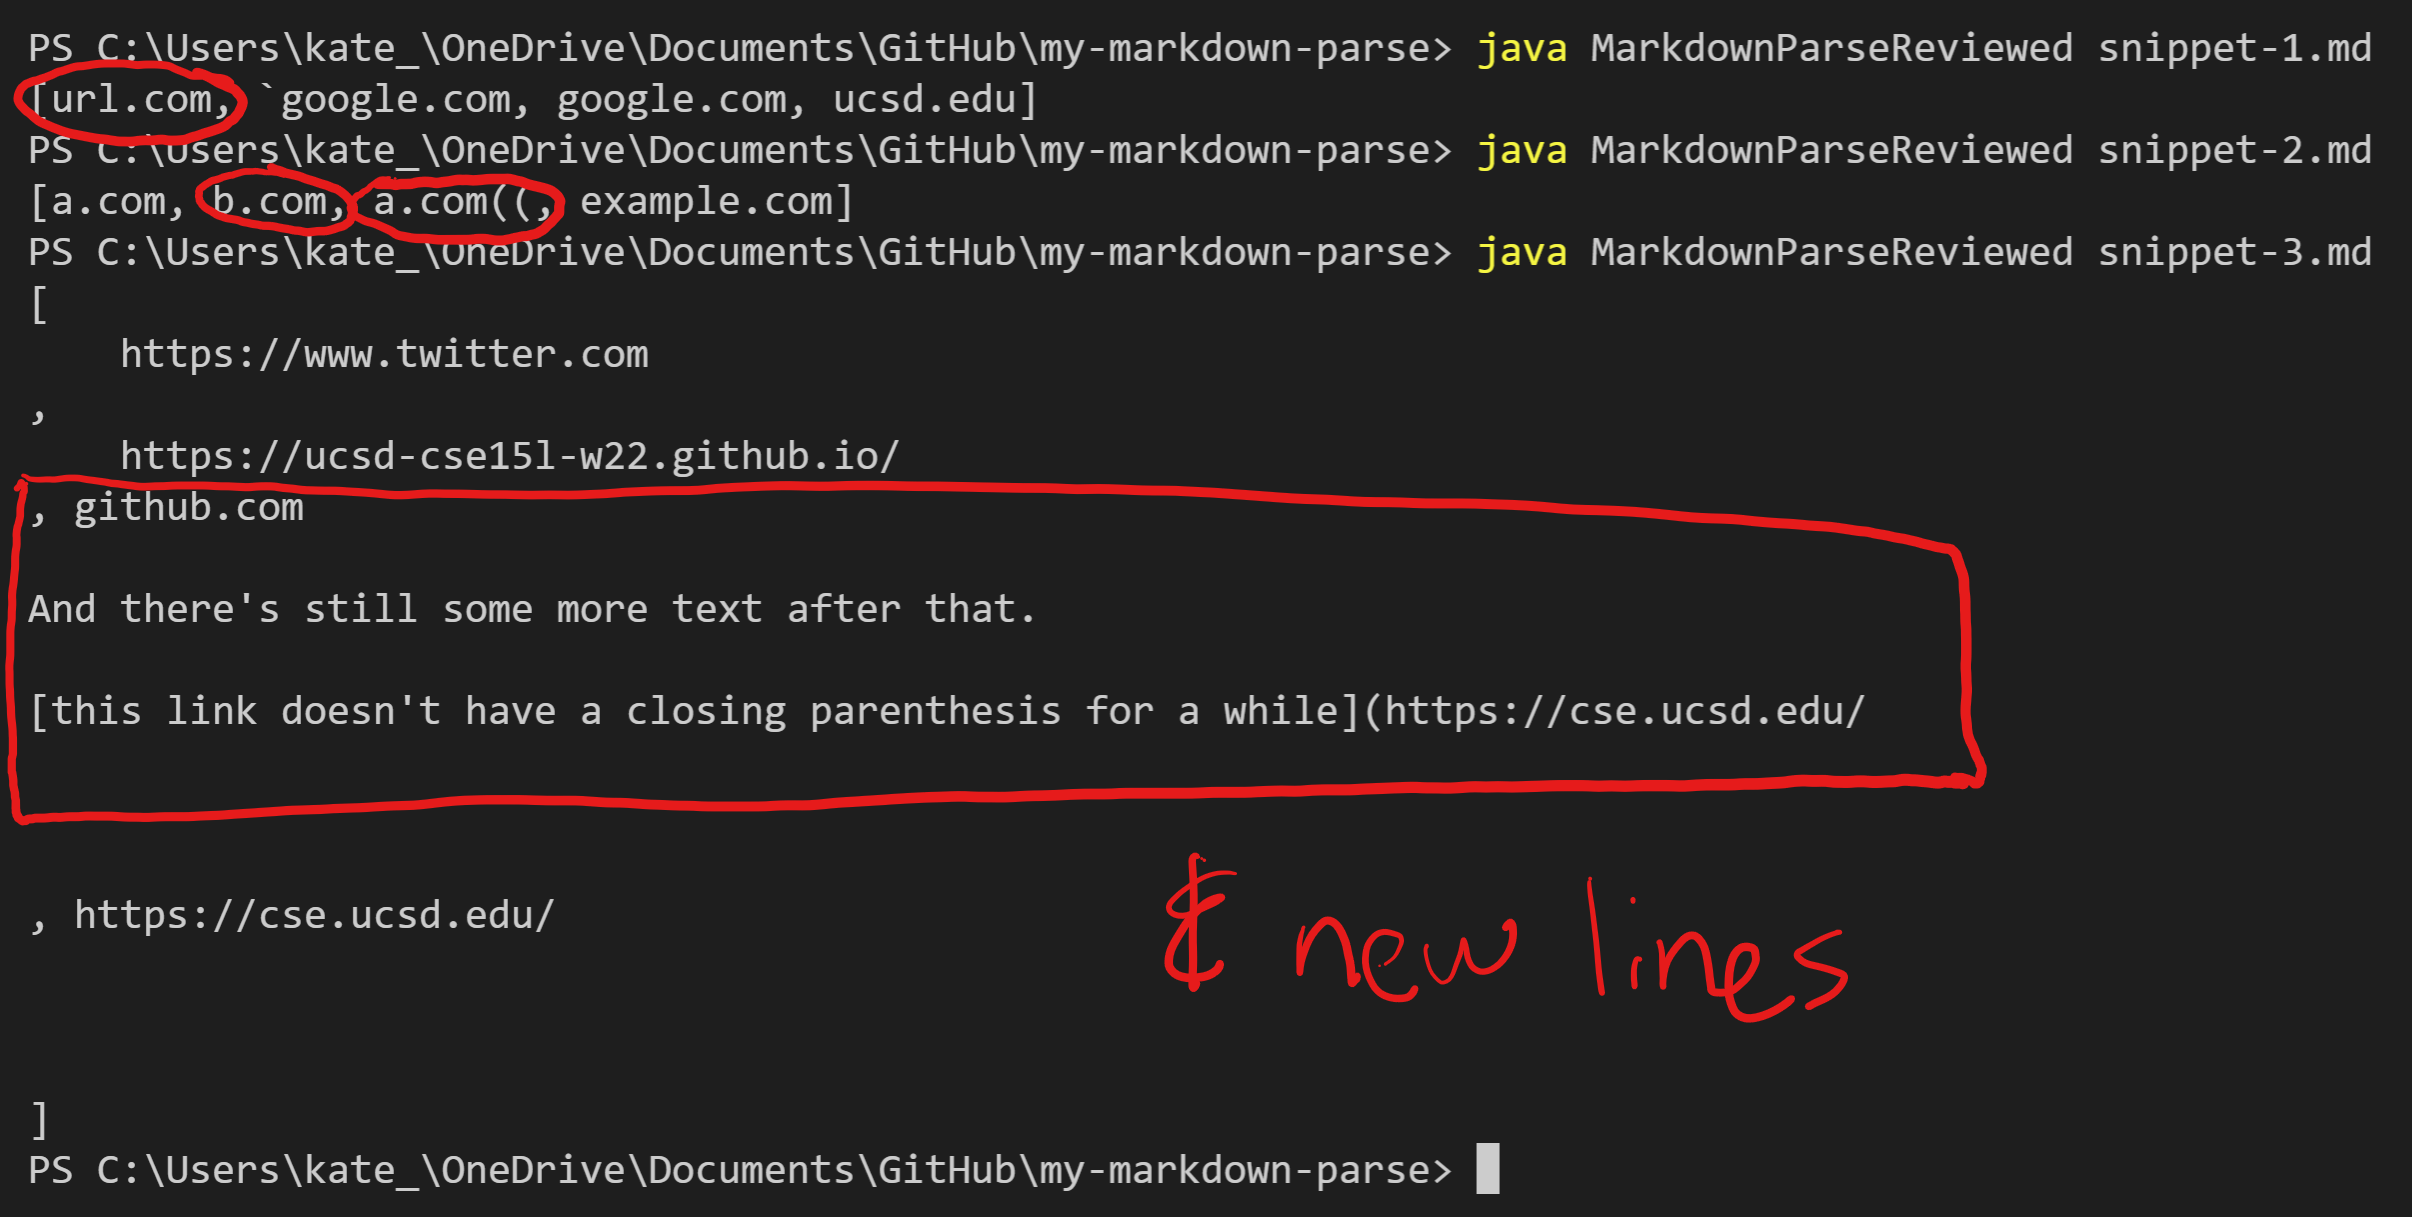 PS C:\Users\kate_\OneDrive\Documents\GitHub\my-markdown-parse> java MarkdownParseReviewed snippet-1.md
[url.com, `google.com, google.com, ucsd.edu]
PS C:\Users\kate_\OneDrive\Documents\GitHub\my-markdown-parse> java MarkdownParseReviewed snippet-2.md
[a.com, b.com, a.com((, example.com]
PS C:\Users\kate_\OneDrive\Documents\GitHub\my-markdown-parse> java MarkdownParseReviewed snippet-3.md
[
    https://www.twitter.com
,
    https://ucsd-cse15l-w22.github.io/
, github.com
And there's still some more text after that.
[this link doesn't have a closing parenthesis for a while](https://cse.ucsd.edu/
, https://cse.ucsd.edu/
& new lines
]
PS C:\Users\kate_\OneDrive\Documents\GitHub\my-markdown-parse>